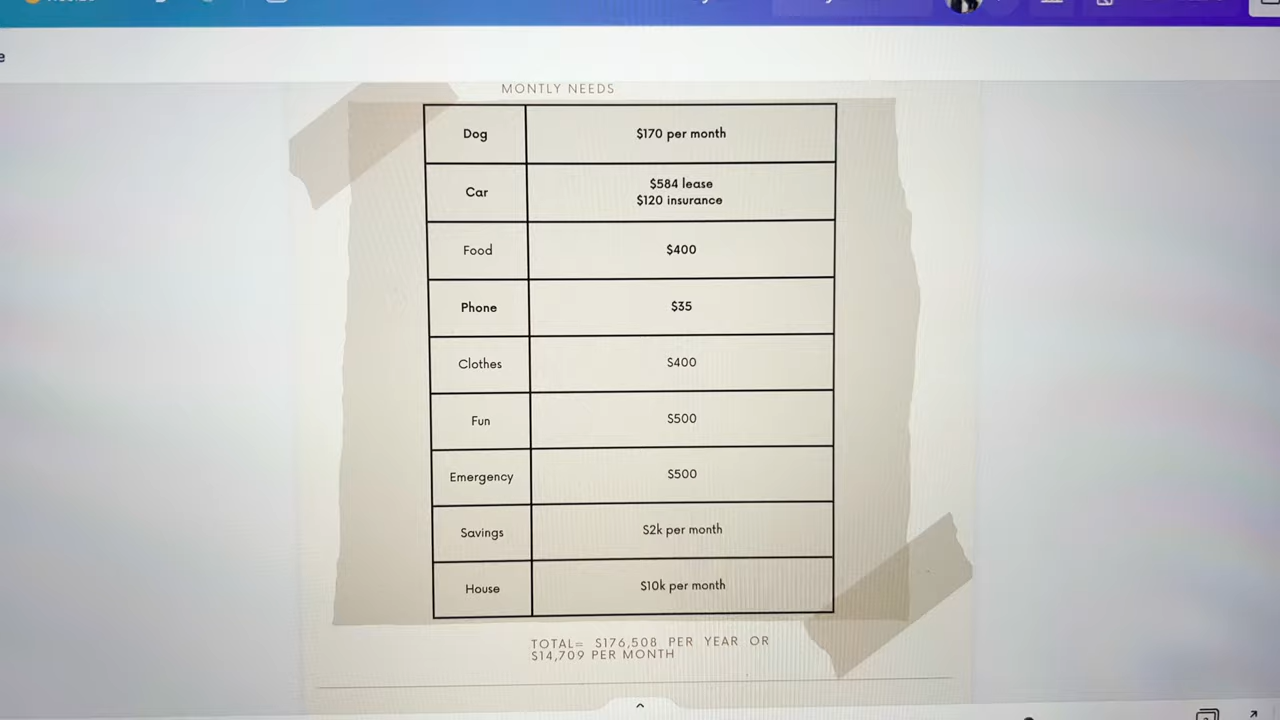 MONTLY NEEDS
Dog
$170 per month
Car
$584 lease
$120 insurance
Food
$400
Phone
$35
Clothes
$400
Fun
$500
Emergency
$500
Savings
$2k per month
House
$10k per month
TOTAL= $176,508 PER YEAR OR
$14,709 PER MONTH